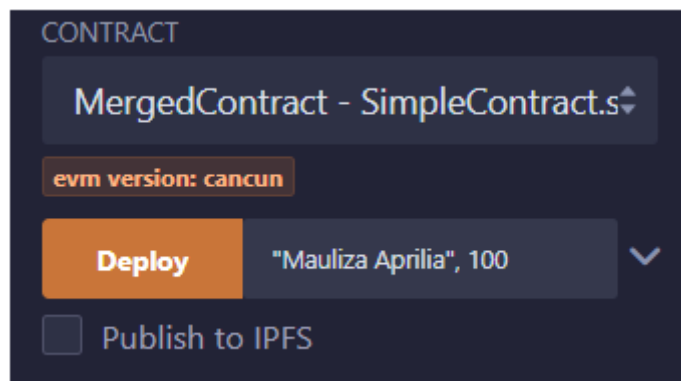 CONTRACT
MergedContract - SimpleContract.s
evm version: cancun
Deploy "Mauliza Aprilia", 100
Publish to IPFS